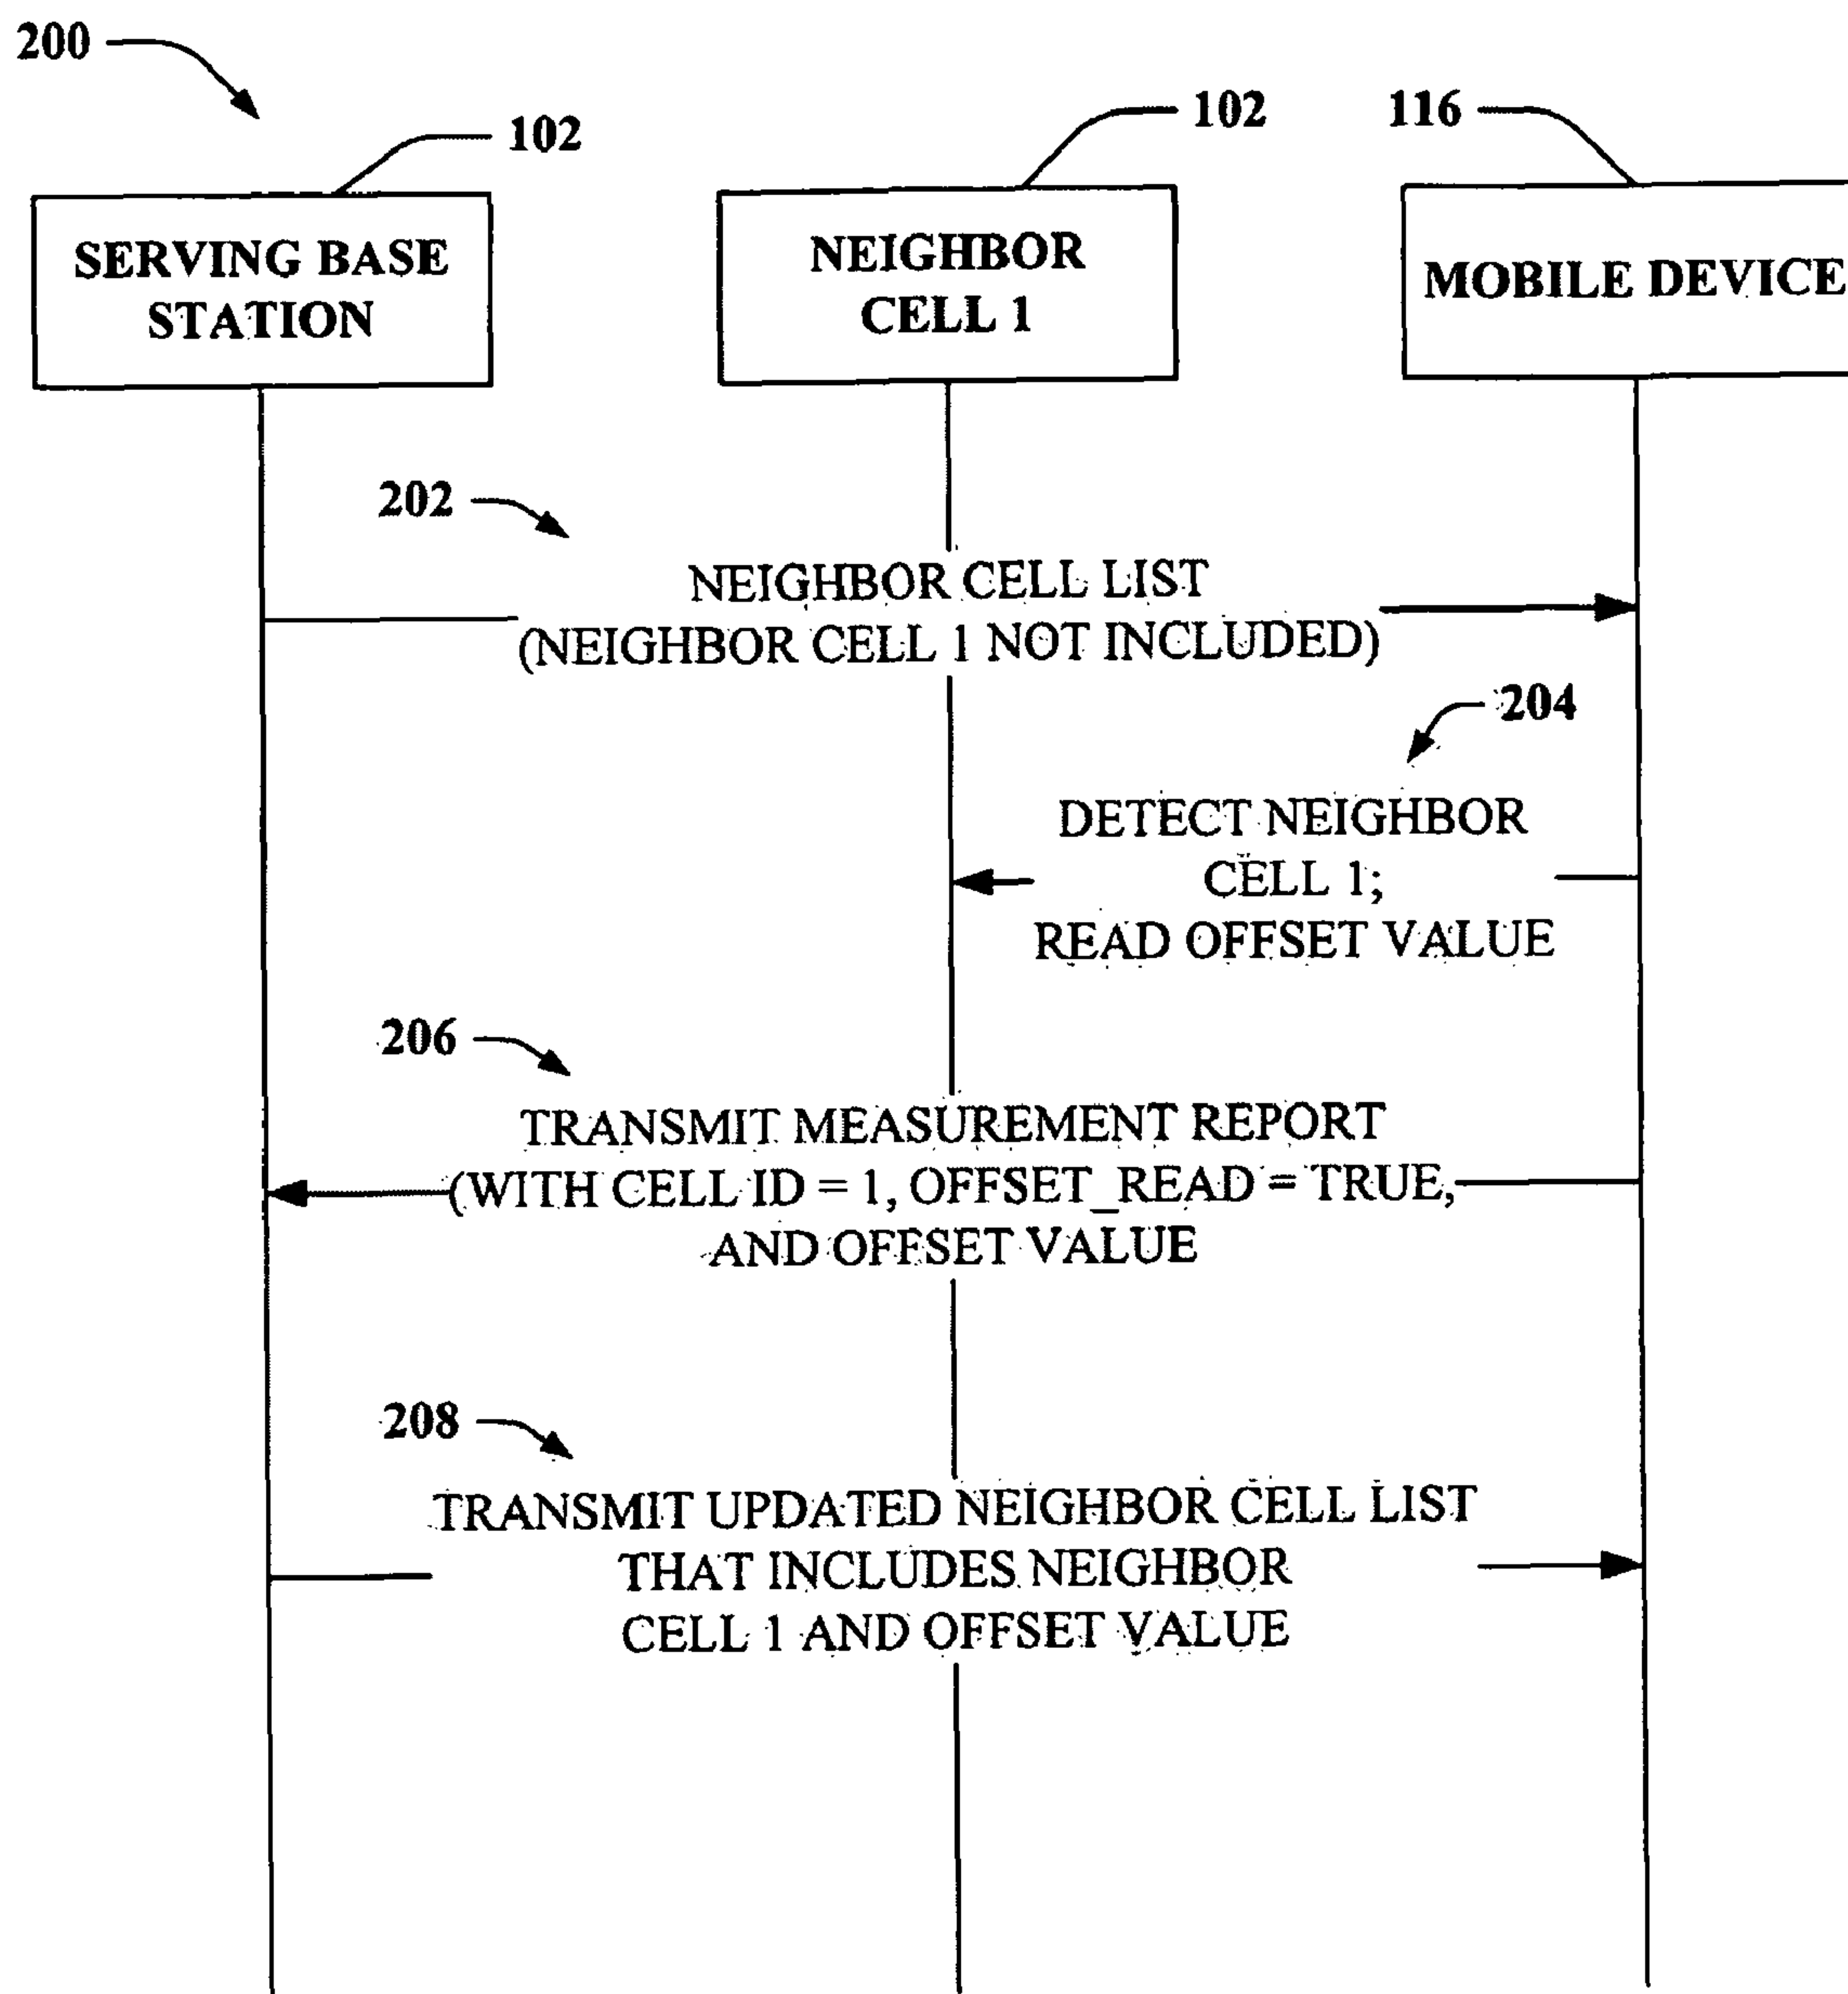 200
102
102
116
SERVING BASE
STATION
NEIGHBOR
CELL 1
MOBILE DEVICE
202
NEIGHBOR CELL LIST
(NEIGHBOR CELL 1 NOT INCLUDED)
204
DETECT NEIGHBOR
CELL 1;
READ OFFSET VALUE
206
TRANSMIT MEASUREMENT REPORT
(WITH CELL ID = 1, OFFSET_READ = TRUE,
AND OFFSET VALUE
208
TRANSMIT UPDATED NEIGHBOR CELL LIST
THAT INCLUDES NEIGHBOR
CELL 1 AND OFFSET VALUE